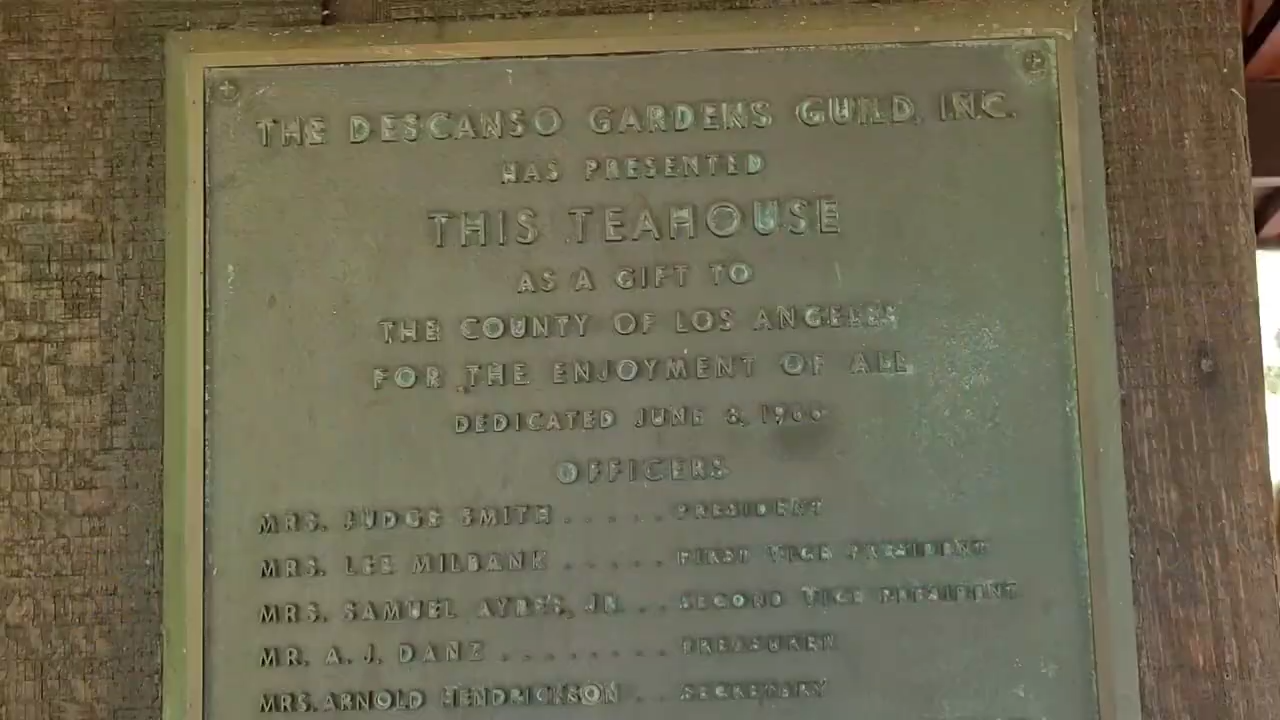 THE DESCANSO GARDENS GUILD, INC.
HAS PRESENTED
THIS TEAHOUSE
AS A GIFT TO
THE COUNTY OF LOS ANGELES
FOR THE ENJOYMENT OF ALL
DEDICATED JUNE 8, 1966
OFFICERS
MRS. JUDGE SMITH . . . . . PRESIDENT
MRS. LEE MILBANK . . . . . FIRST VICE PRESIDENT
MRS. SAMUEL AYRES, JR. . . SECOND VICE PRESIDENT
MR. A. J. DANZ . . . . . . . . TREASURER
MRS. ARNOLD HENDRICKSON . . SECRETARY